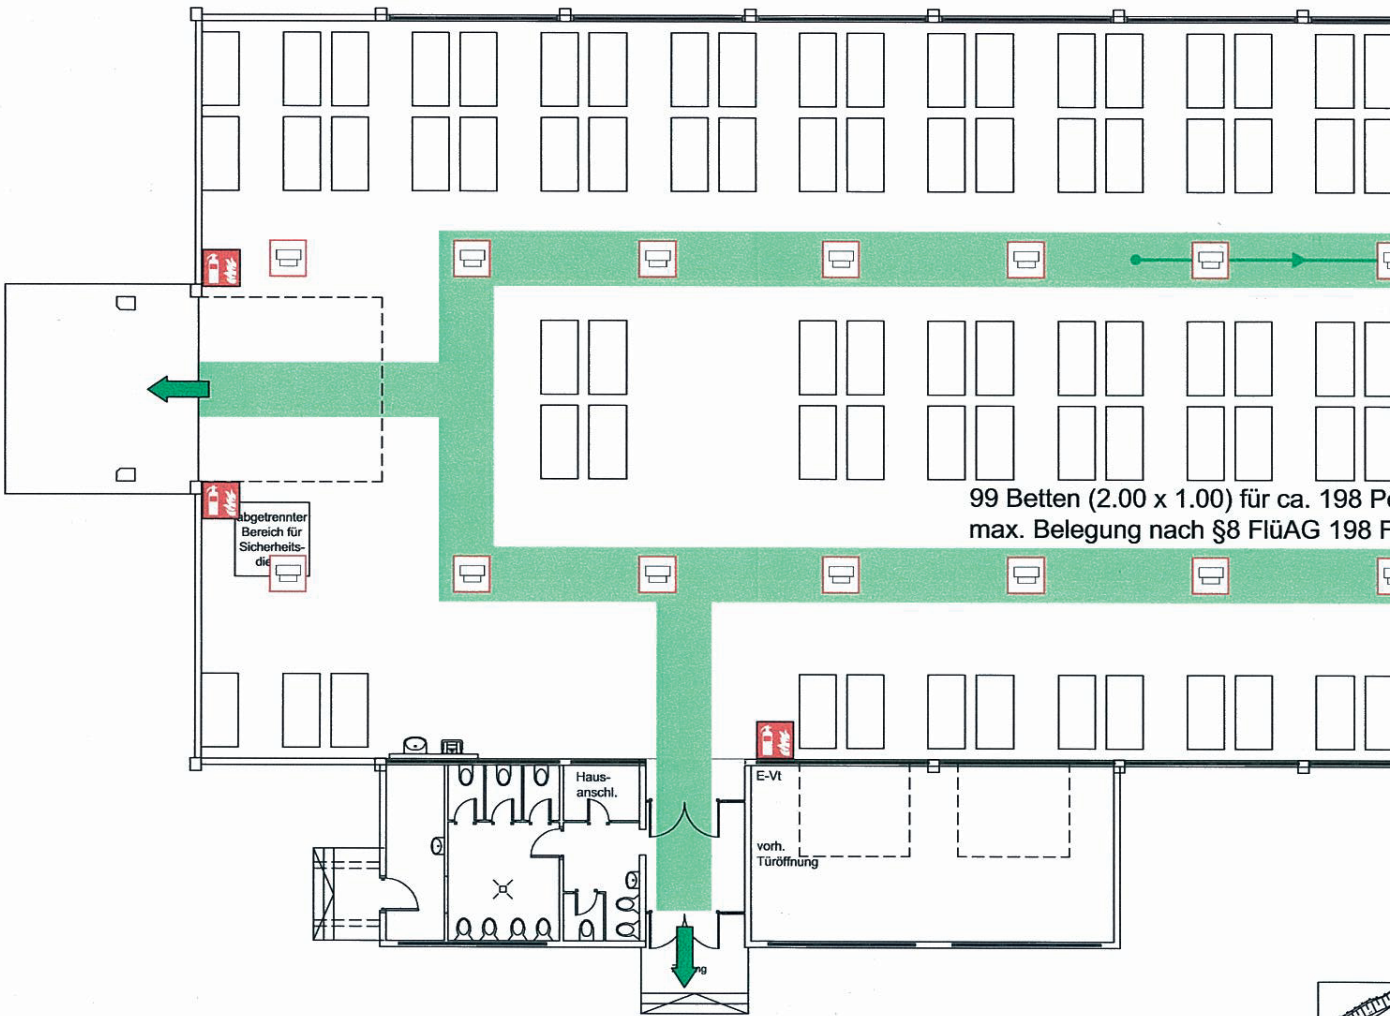 99 Betten (2.00 x 1.00) für ca. 198
max. Belegung nach §8 FlüAG 198
abgetrennter
Bereich für
Sicherheits-
Haus-
anschl.
E-Vt
vorh.
Türöffnung